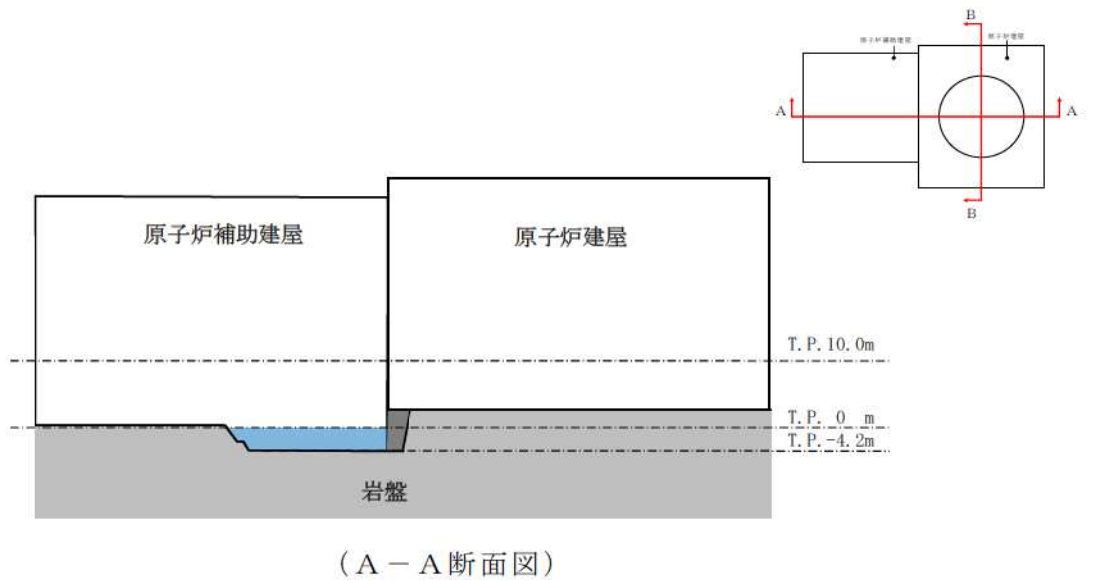 B
原子炉補助建屋
原子炉建屋
A
A
B
原子炉補助建屋
原子炉建屋
T.P.10.0m
T.P. 0 m
T.P.-4.2m
岩盤
(A-A断面図)